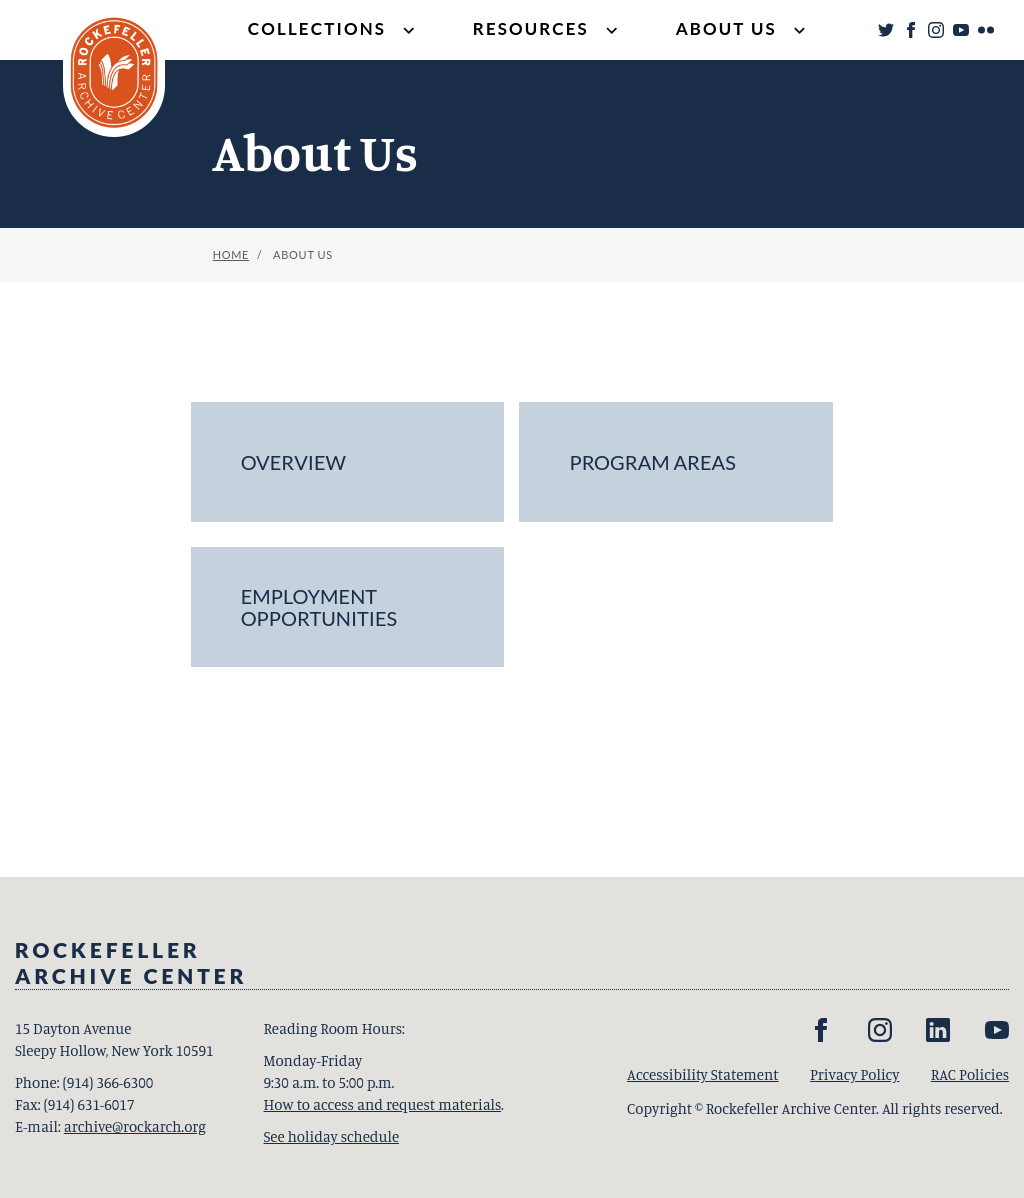 COLLECTIONS
RESOURCES
ABOUT US
ROCKEFELLER
ARCHIVE CENTER
About Us
HOME / ABOUT US
OVERVIEW
PROGRAM AREAS
EMPLOYMENT
OPPORTUNITIES
ROCKEFELLER
ARCHIVE CENTER
15 Dayton Avenue
Sleepy Hollow, New York 10591
Phone: (914) 366-6300
Fax: (914) 631-6017
E-mail: archive@rockarch.org
Reading Room Hours:
Monday-Friday
9:30 a.m. to 5:00 p.m.
How to access and request materials.
See holiday schedule
Accessibility Statement
Privacy Policy
RAC Policies
Copyright © Rockefeller Archive Center. All rights reserved.